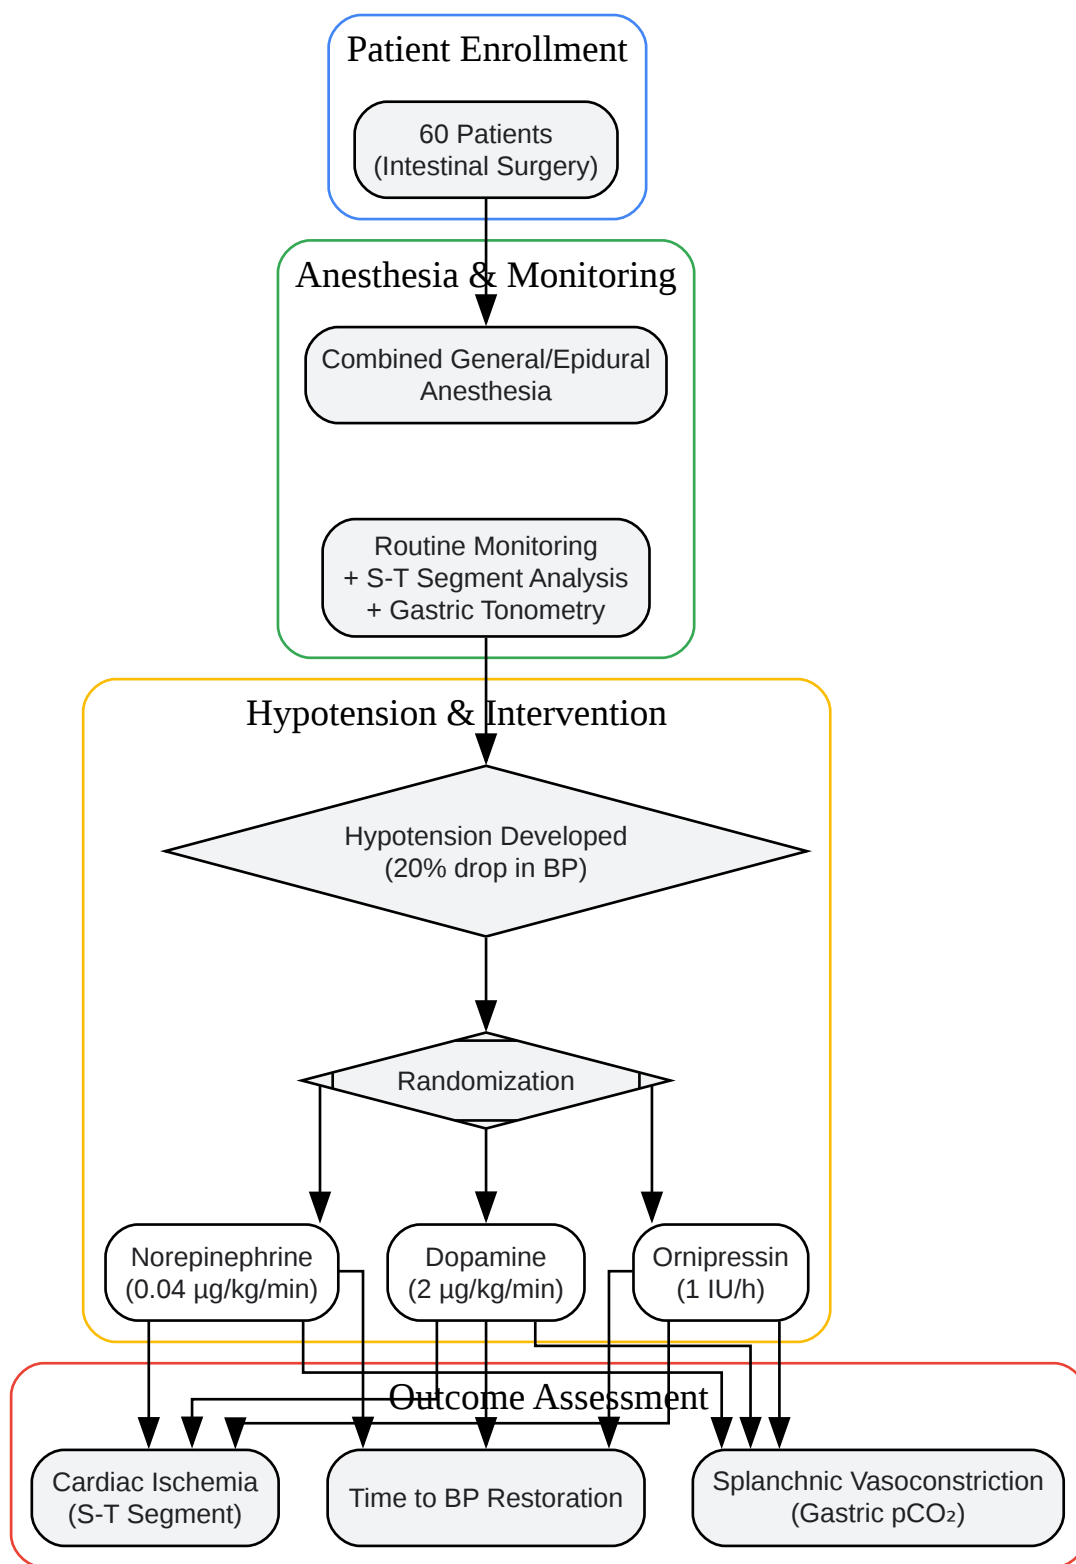 Patient Enrollment
60 Patients
(Intestinal Surgery)
Anesthesia & Monitoring
Combined General/Epidural
Anesthesia
Routine Monitoring
+ S-T Segment Analysis
+ Gastric Tonometry
Hypotension & Intervention
Hypotension Developed
(20% drop in BP)
Randomization
Norepinephrine
(0.04 µg/kg/min)
Dopamine
(2 µg/kg/min)
Ornipressin
(1 IU/h)
Outcome Assessment
Cardiac Ischemia
(S-T Segment)
Time to BP Restoration
Splanchnic Vasoconstriction
(Gastric pCO₂)